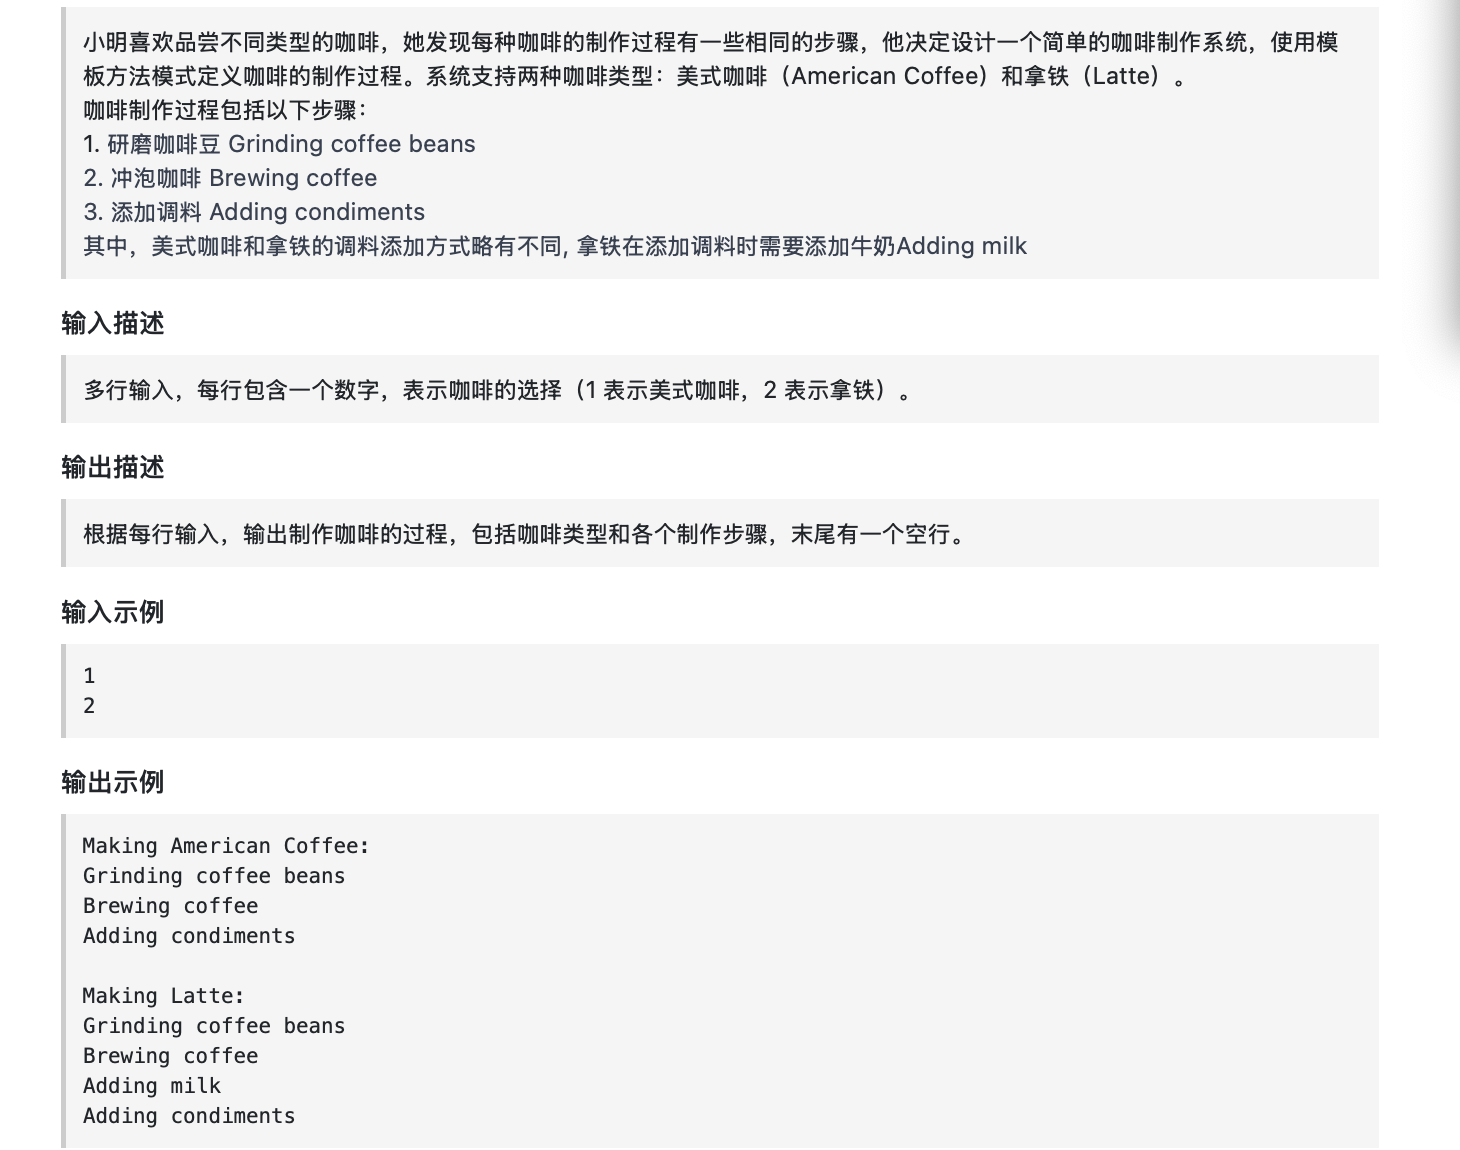 小明喜欢品尝不同类型的咖啡，她发现每种咖啡的制作过程有一些相同的步骤，他决定设计一个简单的咖啡制作系统，使用模
板方法模式定义咖啡的制作过程。系统支持两种咖啡类型：美式咖啡（American Coffee）和拿铁（Latte）。
咖啡制作过程包括以下步骤：
1. 研磨咖啡豆 Grinding coffee beans
2. 冲泡咖啡 Brewing coffee
3. 添加调料 Adding condiments
其中，美式咖啡和拿铁的调料添加方式略有不同, 拿铁在添加调料时需要添加牛奶Adding milk
输入描述
多行输入，每行包含一个数字，表示咖啡的选择（1 表示美式咖啡，2 表示拿铁）。
输出描述
根据每行输入，输出制作咖啡的过程，包括咖啡类型和各个制作步骤，末尾有一个空行。
输入示例
1
2
输出示例
Making American Coffee:
Grinding coffee beans
Brewing coffee
Adding condiments
Making Latte:
Grinding coffee beans
Brewing coffee
Adding milk
Adding condiments